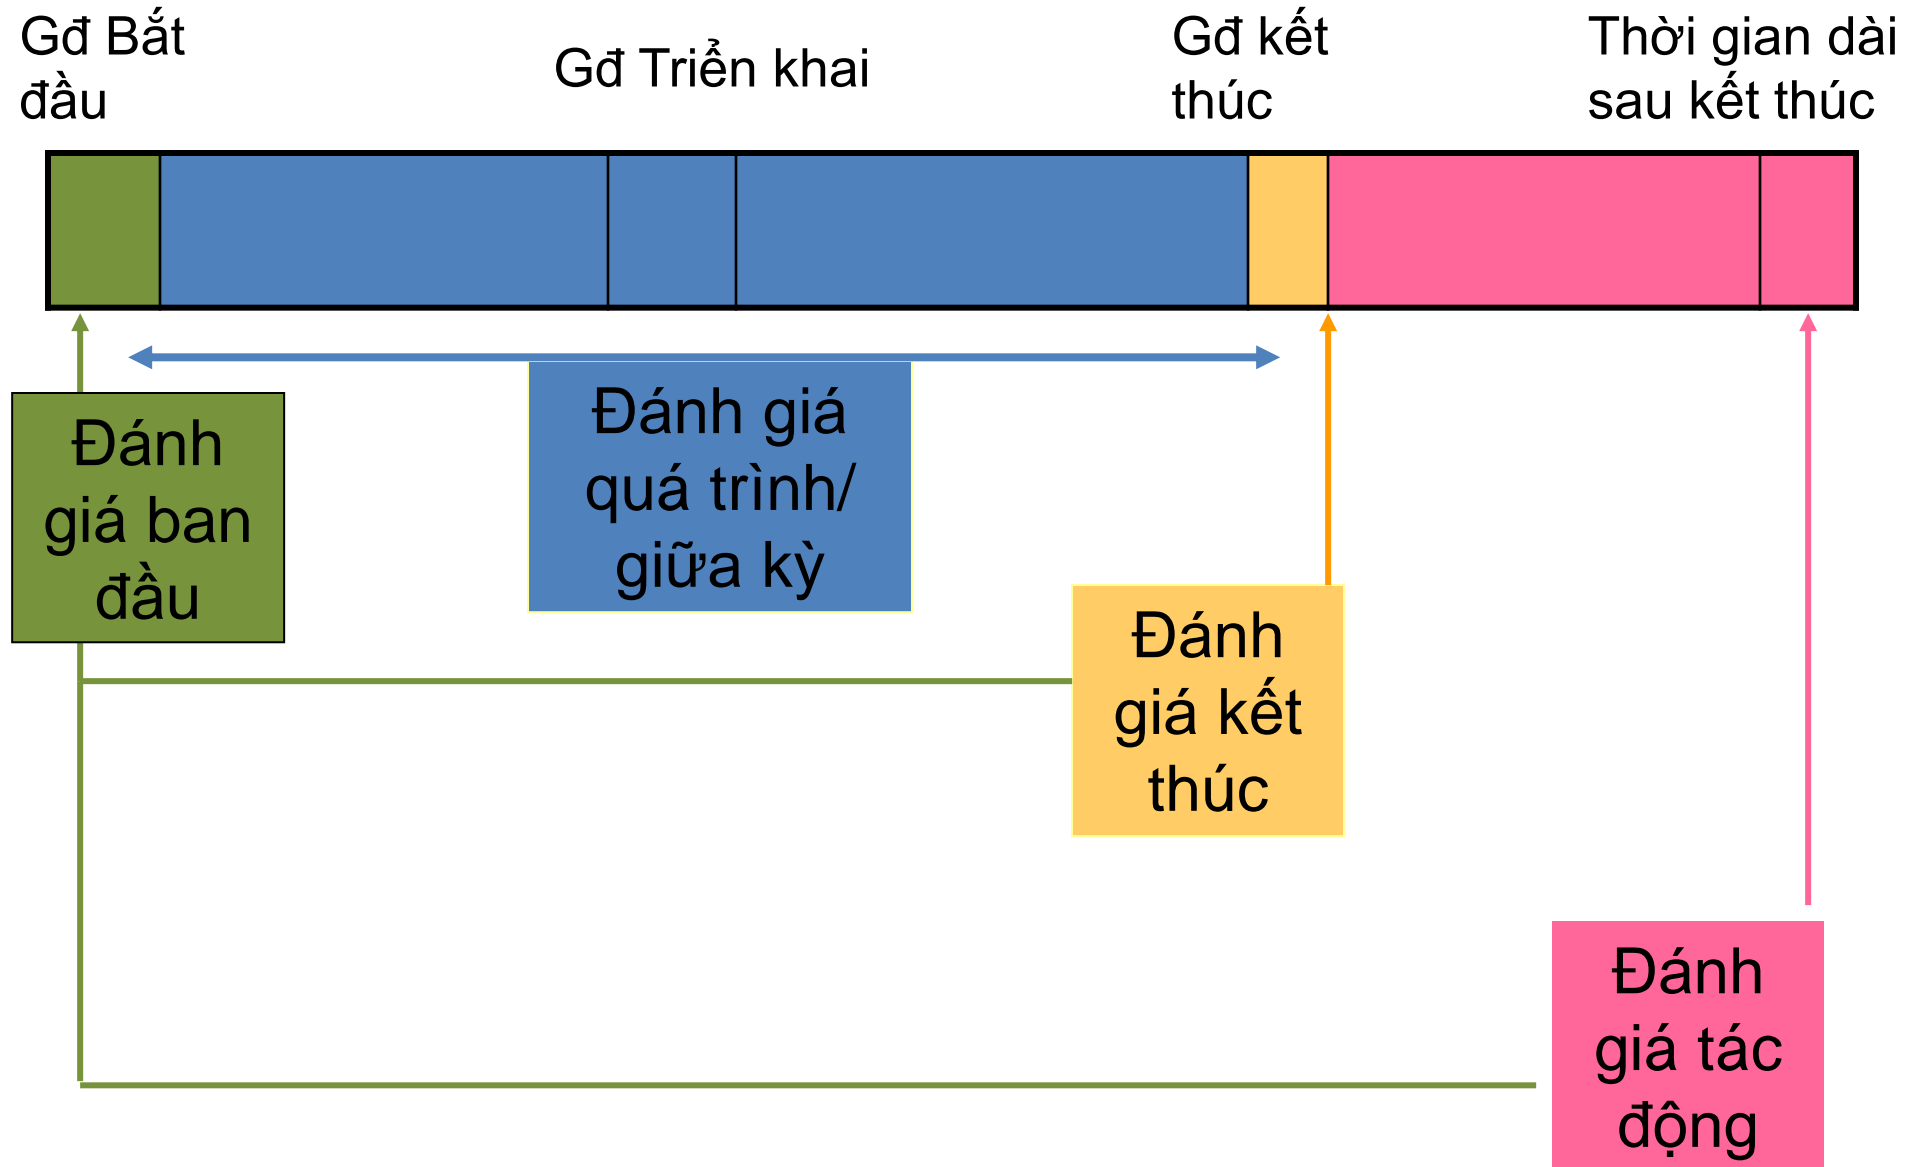 Gđ Bắt
đầu
Gđ Triển khai
Gđ kết
thúc
Thời gian dài
sau kết thúc
Đánh
giá ban
đầu
Đánh giá
quá trình/
giữa kỳ
Đánh
giá kết
thúc
Đánh
giá tác
động